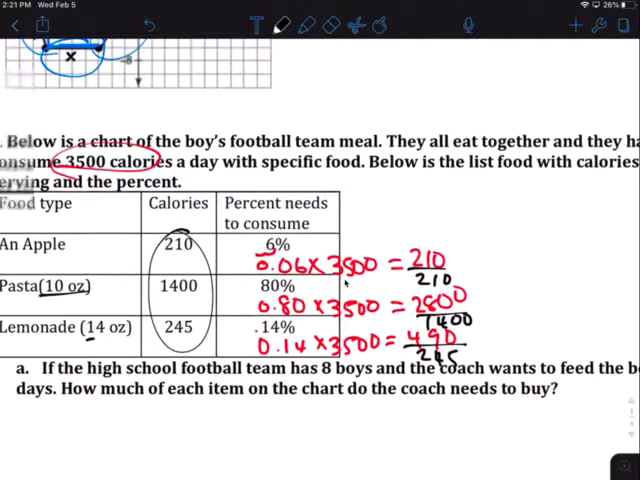 2:21 PM Wed Feb 5
26%
T
x
-8
. Below is a chart of the boy's football team meal. They all eat together and they ha
onsume 3500 calories a day with specific food. Below is the list food with calories
erving and the percent.
Food type Calories Percent needs to consume
An Apple 210 6%
0.06 x 3500 = 210
210
Pasta(10 oz) 1400 80%
0.80 x 3500 = 2800
1400
Lemonade (14 oz) 245 14%
0.14 x 3500 = 490
245
a. If the high school football team has 8 boys and the coach wants to feed the b
days. How much of each item on the chart do the coach needs to buy?